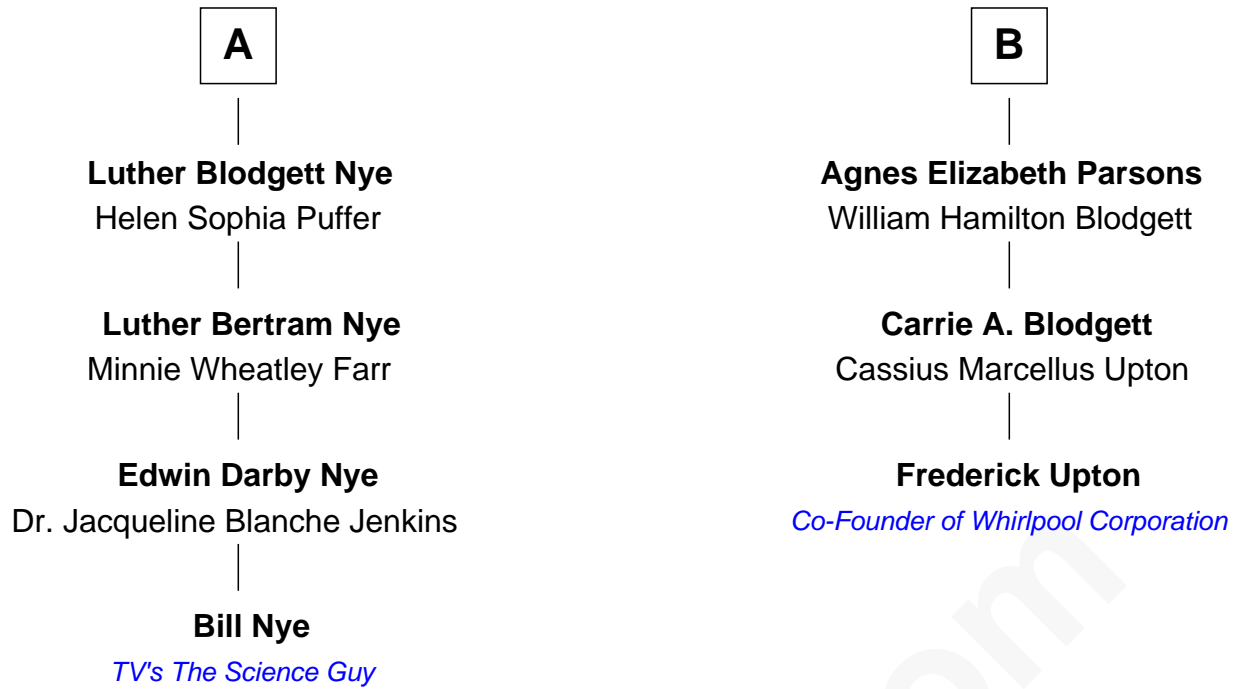 A
Luther Blodgett Nye
Helen Sophia Puffer
Luther Bertram Nye
Minnie Wheatley Farr
Edwin Darby Nye
Dr. Jacqueline Blanche Jenkins
Bill Nye
TV's The Science Guy
B
Agnes Elizabeth Parsons
William Hamilton Blodgett
Carrie A. Blodgett
Cassius Marcellus Upton
Frederick Upton
Co-Founder of Whirlpool Corporation
om